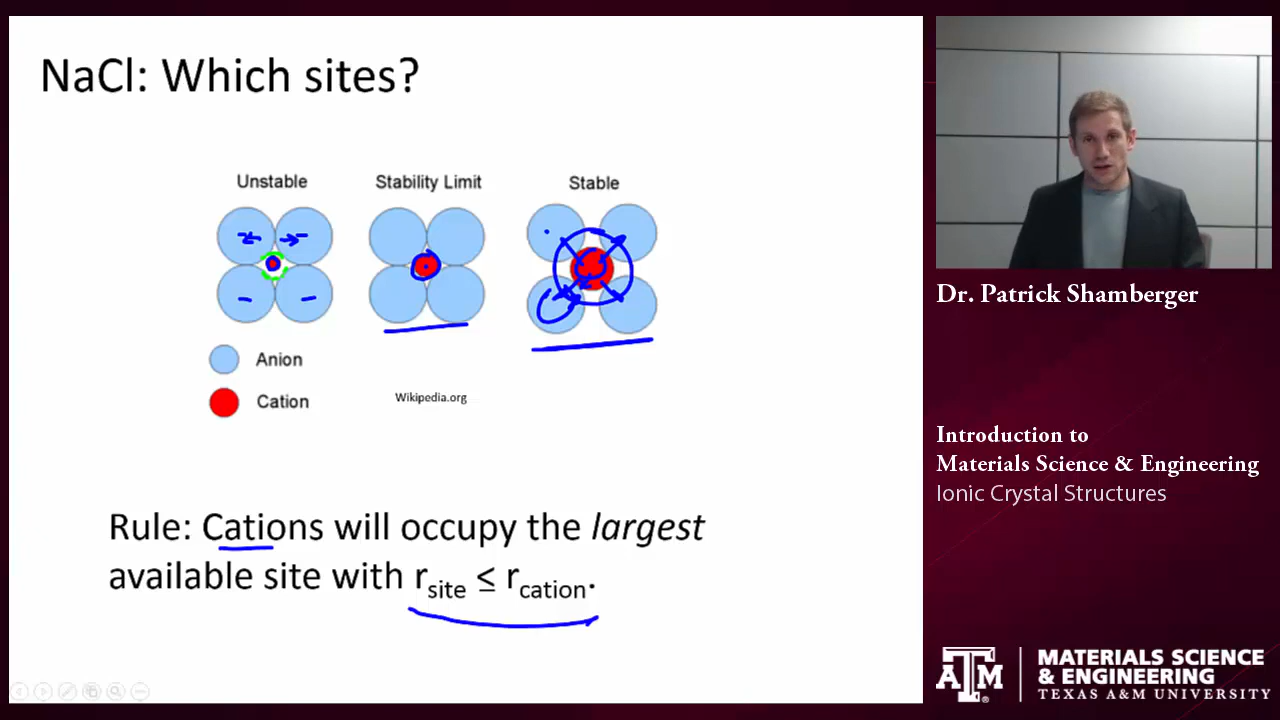 NaCl: Which sites?
Unstable
Stability Limit
Stable
Anion
Cation
Wikipedia.org
Rule: Cations will occupy the largest
available site with r_site ≤ r_cation.
Dr. Patrick Shamberger
Introduction to
Materials Science & Engineering
Ionic Crystal Structures
ATM
MATERIALS SCIENCE
& ENGINEERING
TEXAS A&M UNIVERSITY